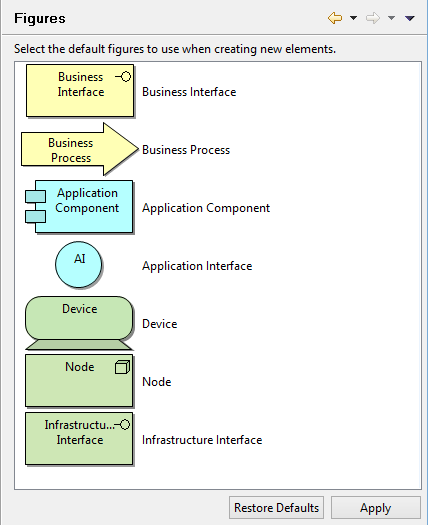 Figures
Select the default figures to use when creating new elements.
Business
Interface
Business Interface
Business
Process
Business Process
Application
Component
Application Component
AI
Application Interface
Device
Device
Node
Node
Infrastructu...
Interface
Infrastructure Interface
Restore Defaults
Apply